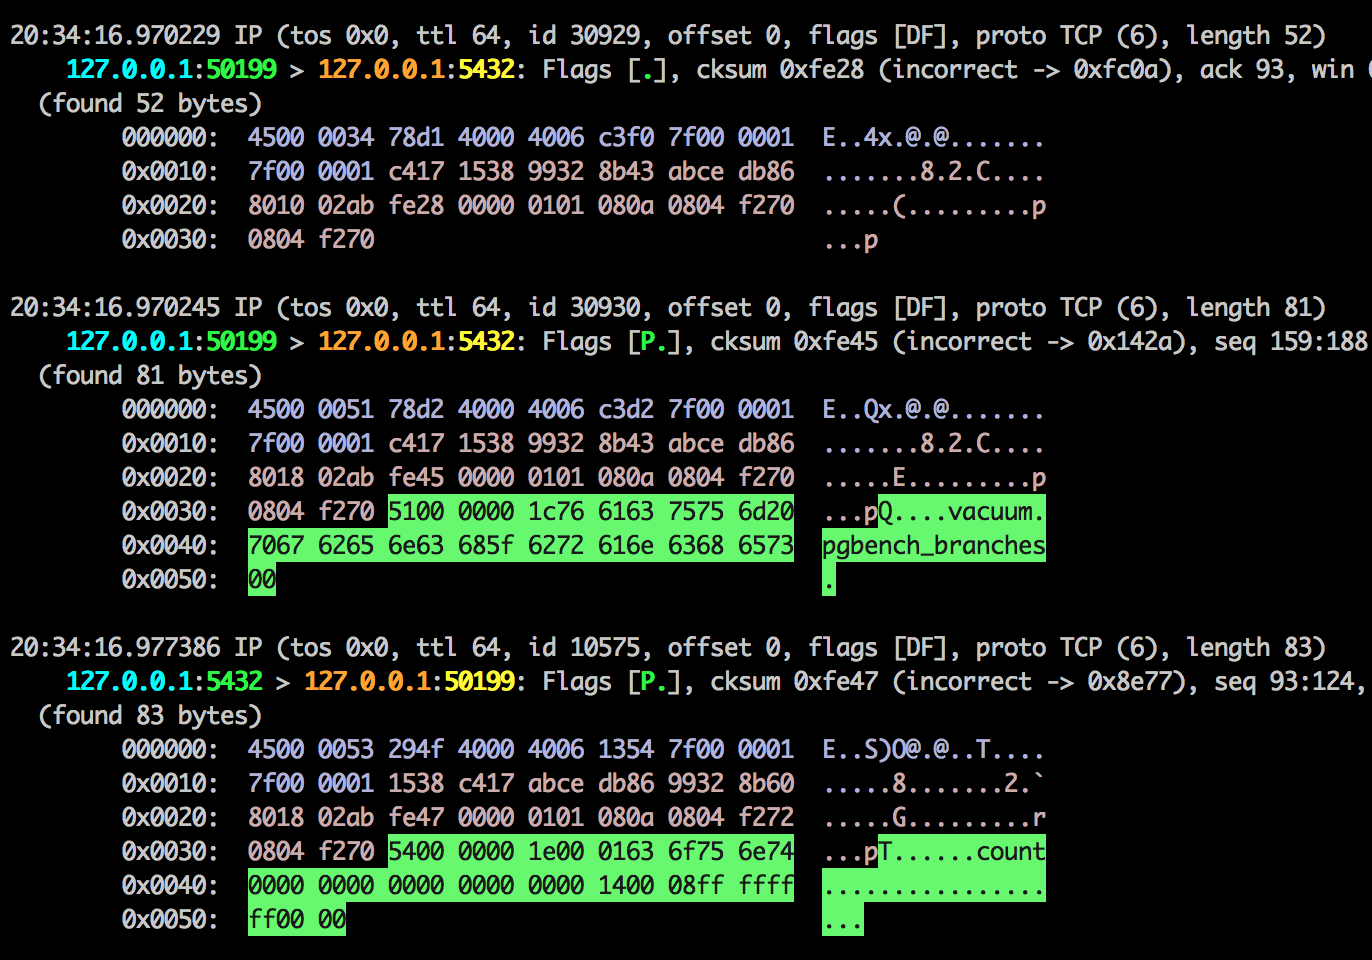 20:34:16.970229 IP (tos 0x0, ttl 64, id 30929, offset 0, flags [DF], proto TCP (6), length 52)
127.0.0.1:50199 > 127.0.0.1:5432: Flags [.], cksum 0xfe28 (incorrect -> 0xfc0a), ack 93, win
(found 52 bytes)
000000: 4500 0034 78d1 4000 4006 c3f0 7f00 0001 E..4x.@.@.......
0x0010: 7f00 0001 c417 1538 9932 8b43 abce db86 .......8.2.C....
0x0020: 8010 02ab fe28 0000 0101 080a 0804 f270 .....(.........p
0x0030: 0804 f270 ...p
20:34:16.970245 IP (tos 0x0, ttl 64, id 30930, offset 0, flags [DF], proto TCP (6), length 81)
127.0.0.1:50199 > 127.0.0.1:5432: Flags [P.], cksum 0xfe45 (incorrect -> 0x142a), seq 159:188
(found 81 bytes)
000000: 4500 0051 78d2 4000 4006 c3d2 7f00 0001 E..Qx.@.@.......
0x0010: 7f00 0001 c417 1538 9932 8b43 abce db86 .......8.2.C....
0x0020: 8018 02ab fe45 0000 0101 080a 0804 f270 .....E.........p
0x0030: 0804 f270 5100 0000 1c76 6163 7575 6d20 ...pQ....vacuum.
0x0040: 7067 6265 6e63 685f 6272 616e 6368 6573 pgbench_branches
0x0050: 00 .
20:34:16.977386 IP (tos 0x0, ttl 64, id 10575, offset 0, flags [DF], proto TCP (6), length 83)
127.0.0.1:5432 > 127.0.0.1:50199: Flags [P.], cksum 0xfe47 (incorrect -> 0x8e77), seq 93:124,
(found 83 bytes)
000000: 4500 0053 294f 4000 4006 1354 7f00 0001 E..S)O@.@..T....
0x0010: 7f00 0001 1538 c417 abce db86 9932 8b60 .....8.......2.`
0x0020: 8018 02ab fe47 0000 0101 080a 0804 f272 .....G.........r
0x0030: 0804 f270 5400 0000 1e00 0163 6f75 6e74 ...pT......count
0x0040: 0000 0000 0000 0000 0000 1400 08ff ffff ................
0x0050: ff00 00 ...